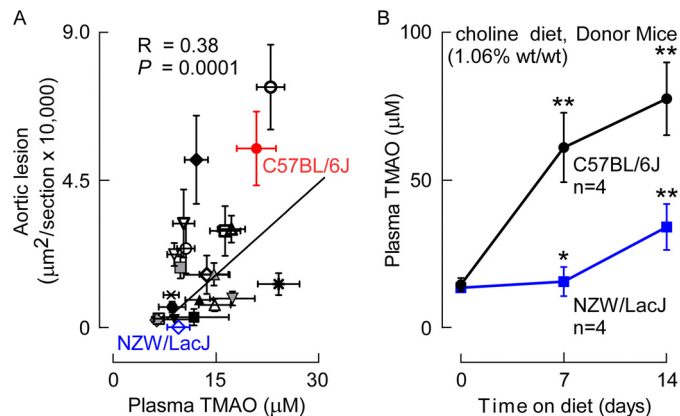 A
9.0
4.5
0
Aortic lesion
(μm2/section x 10,000)
R = 0.38
P = 0.0001
C57BL/6J
NZW/LacJ
0
15
30
Plasma TMAO (μM)
B
100
50
0
Plasma TMAO (μM)
choline diet, Donor Mice
(1.06% wt/wt)
**
**
C57BL/6J
n=4
**
*
NZW/LacJ
n=4
0
7
14
Time on diet (days)